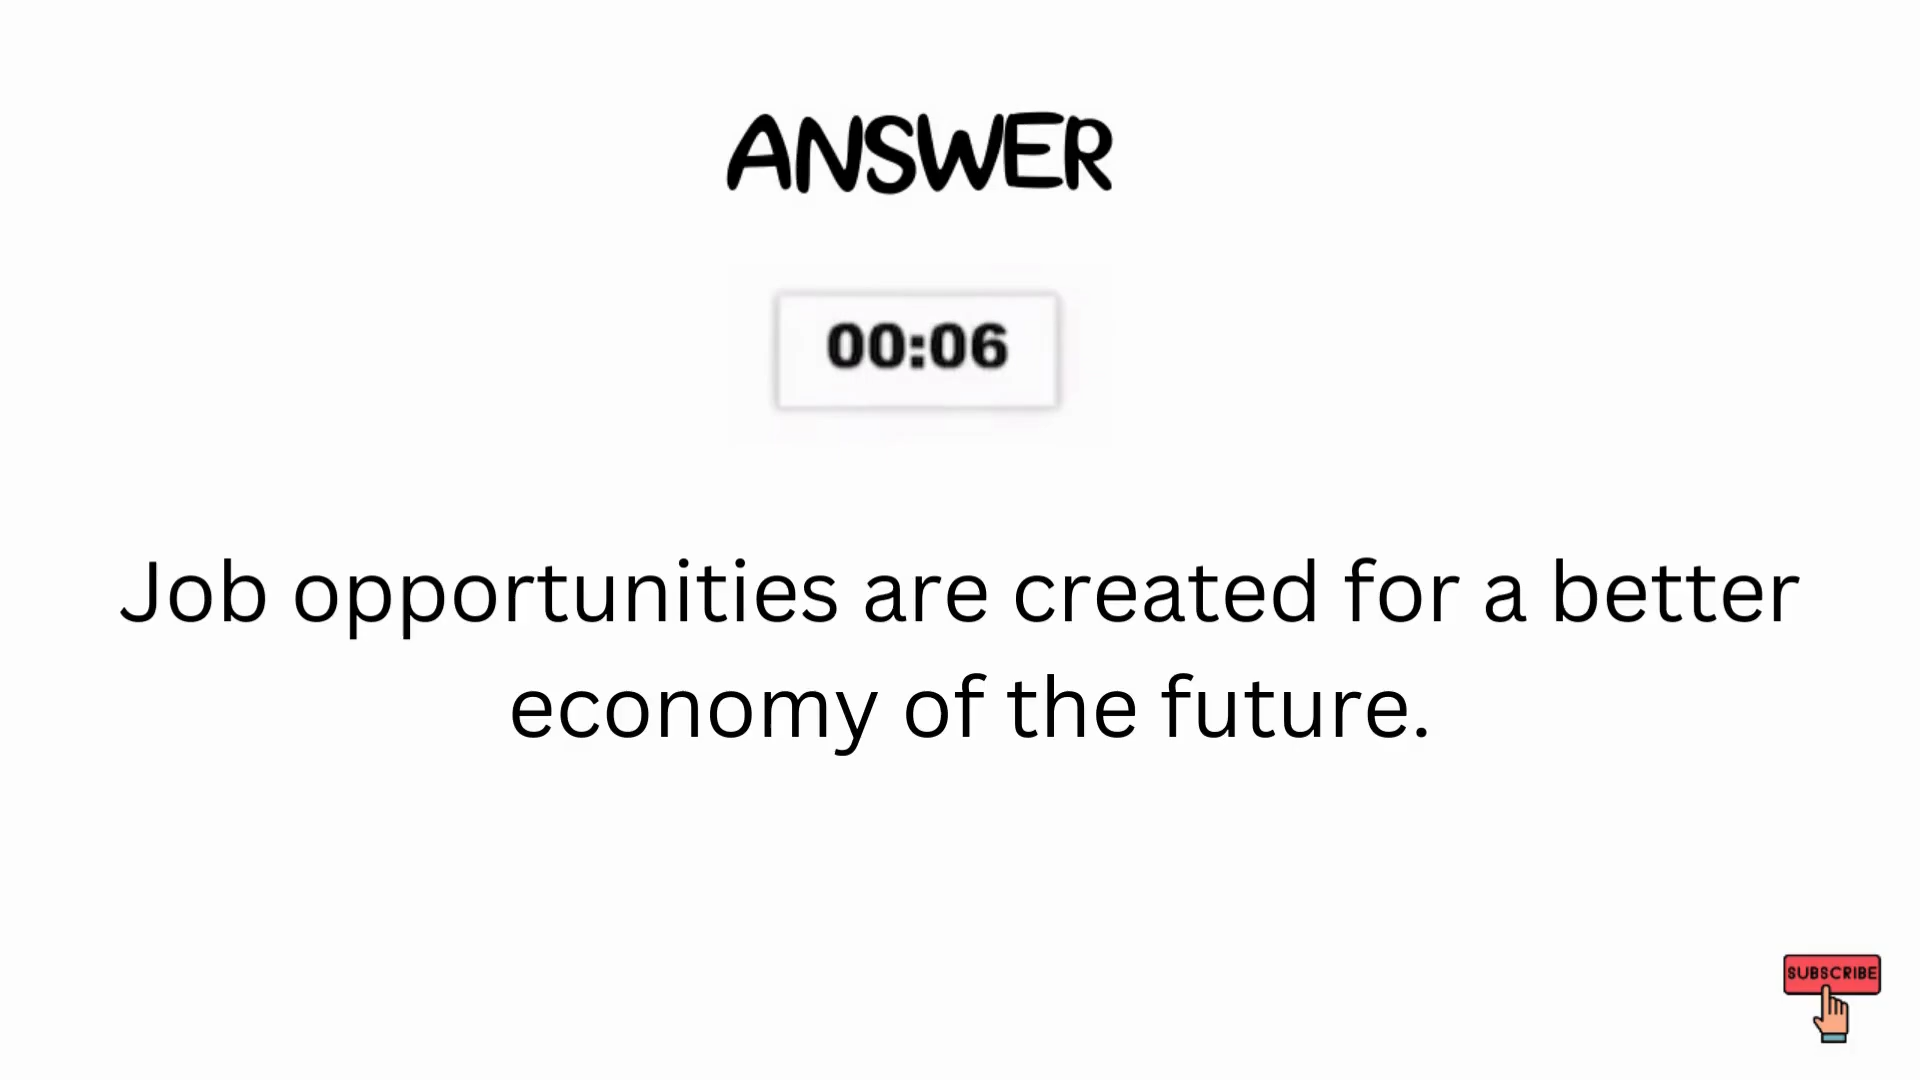 ANSWER
00:06
Job opportunities are created for a better
economy of the future.
SUBSCRIBE